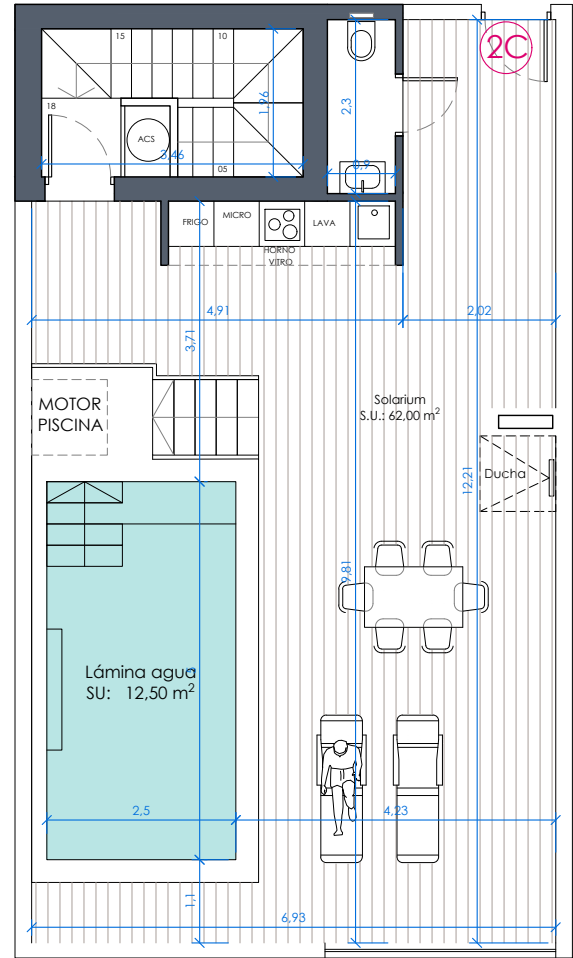 15
10
2C
18
1,96
2,3
ACS
3,46
05
0,9
FRIGO
MICRO
LAVA
HORNO
VITRO
4,91
2,02
3,71
MOTOR
PISCINA
Solarium
S.U.: 62,00 m²
Ducha
12,21
9,81
Lámina agua
SU: 12,50 m²
5
2,5
4,23
1,1
6,93